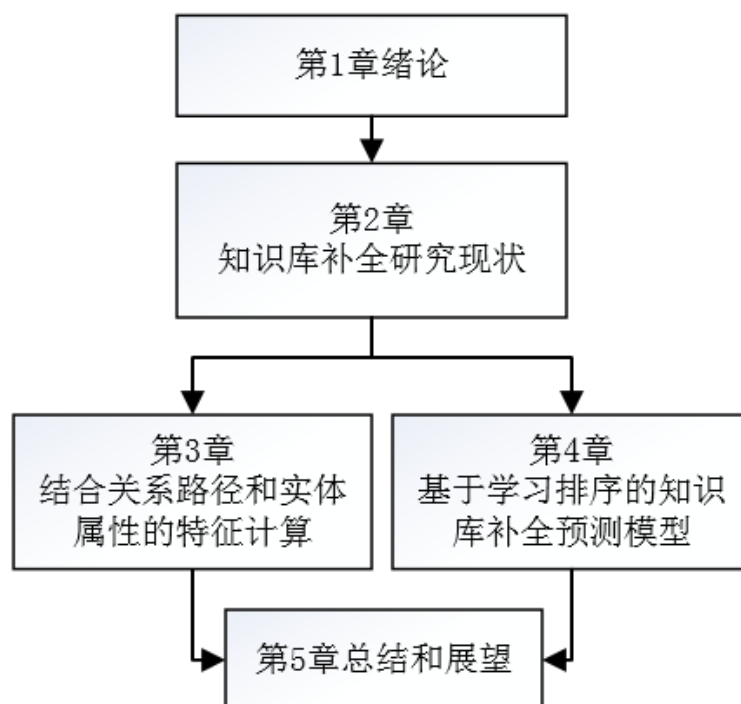 第1章绪论
第2章
知识库补全研究现状
第3章
结合关系路径和实体
属性的特征计算
第4章
基于学习排序的知识
库补全预测模型
第5章总结和展望